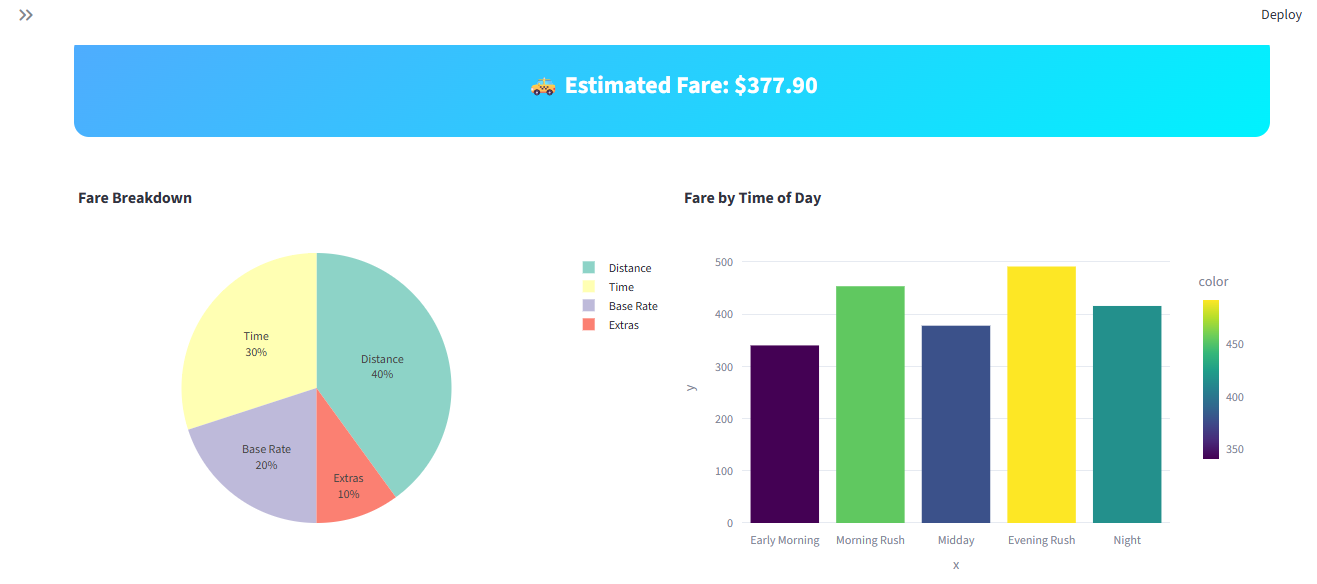 Deploy
🚕 Estimated Fare: $377.90
Fare Breakdown
Distance
40%
Time
30%
Base Rate
20%
Extras
10%
Distance
Time
Base Rate
Extras
Fare by Time of Day
500
400
300
200
100
0
y
Early Morning
Morning Rush
Midday
Evening Rush
Night
x
color
450
400
350